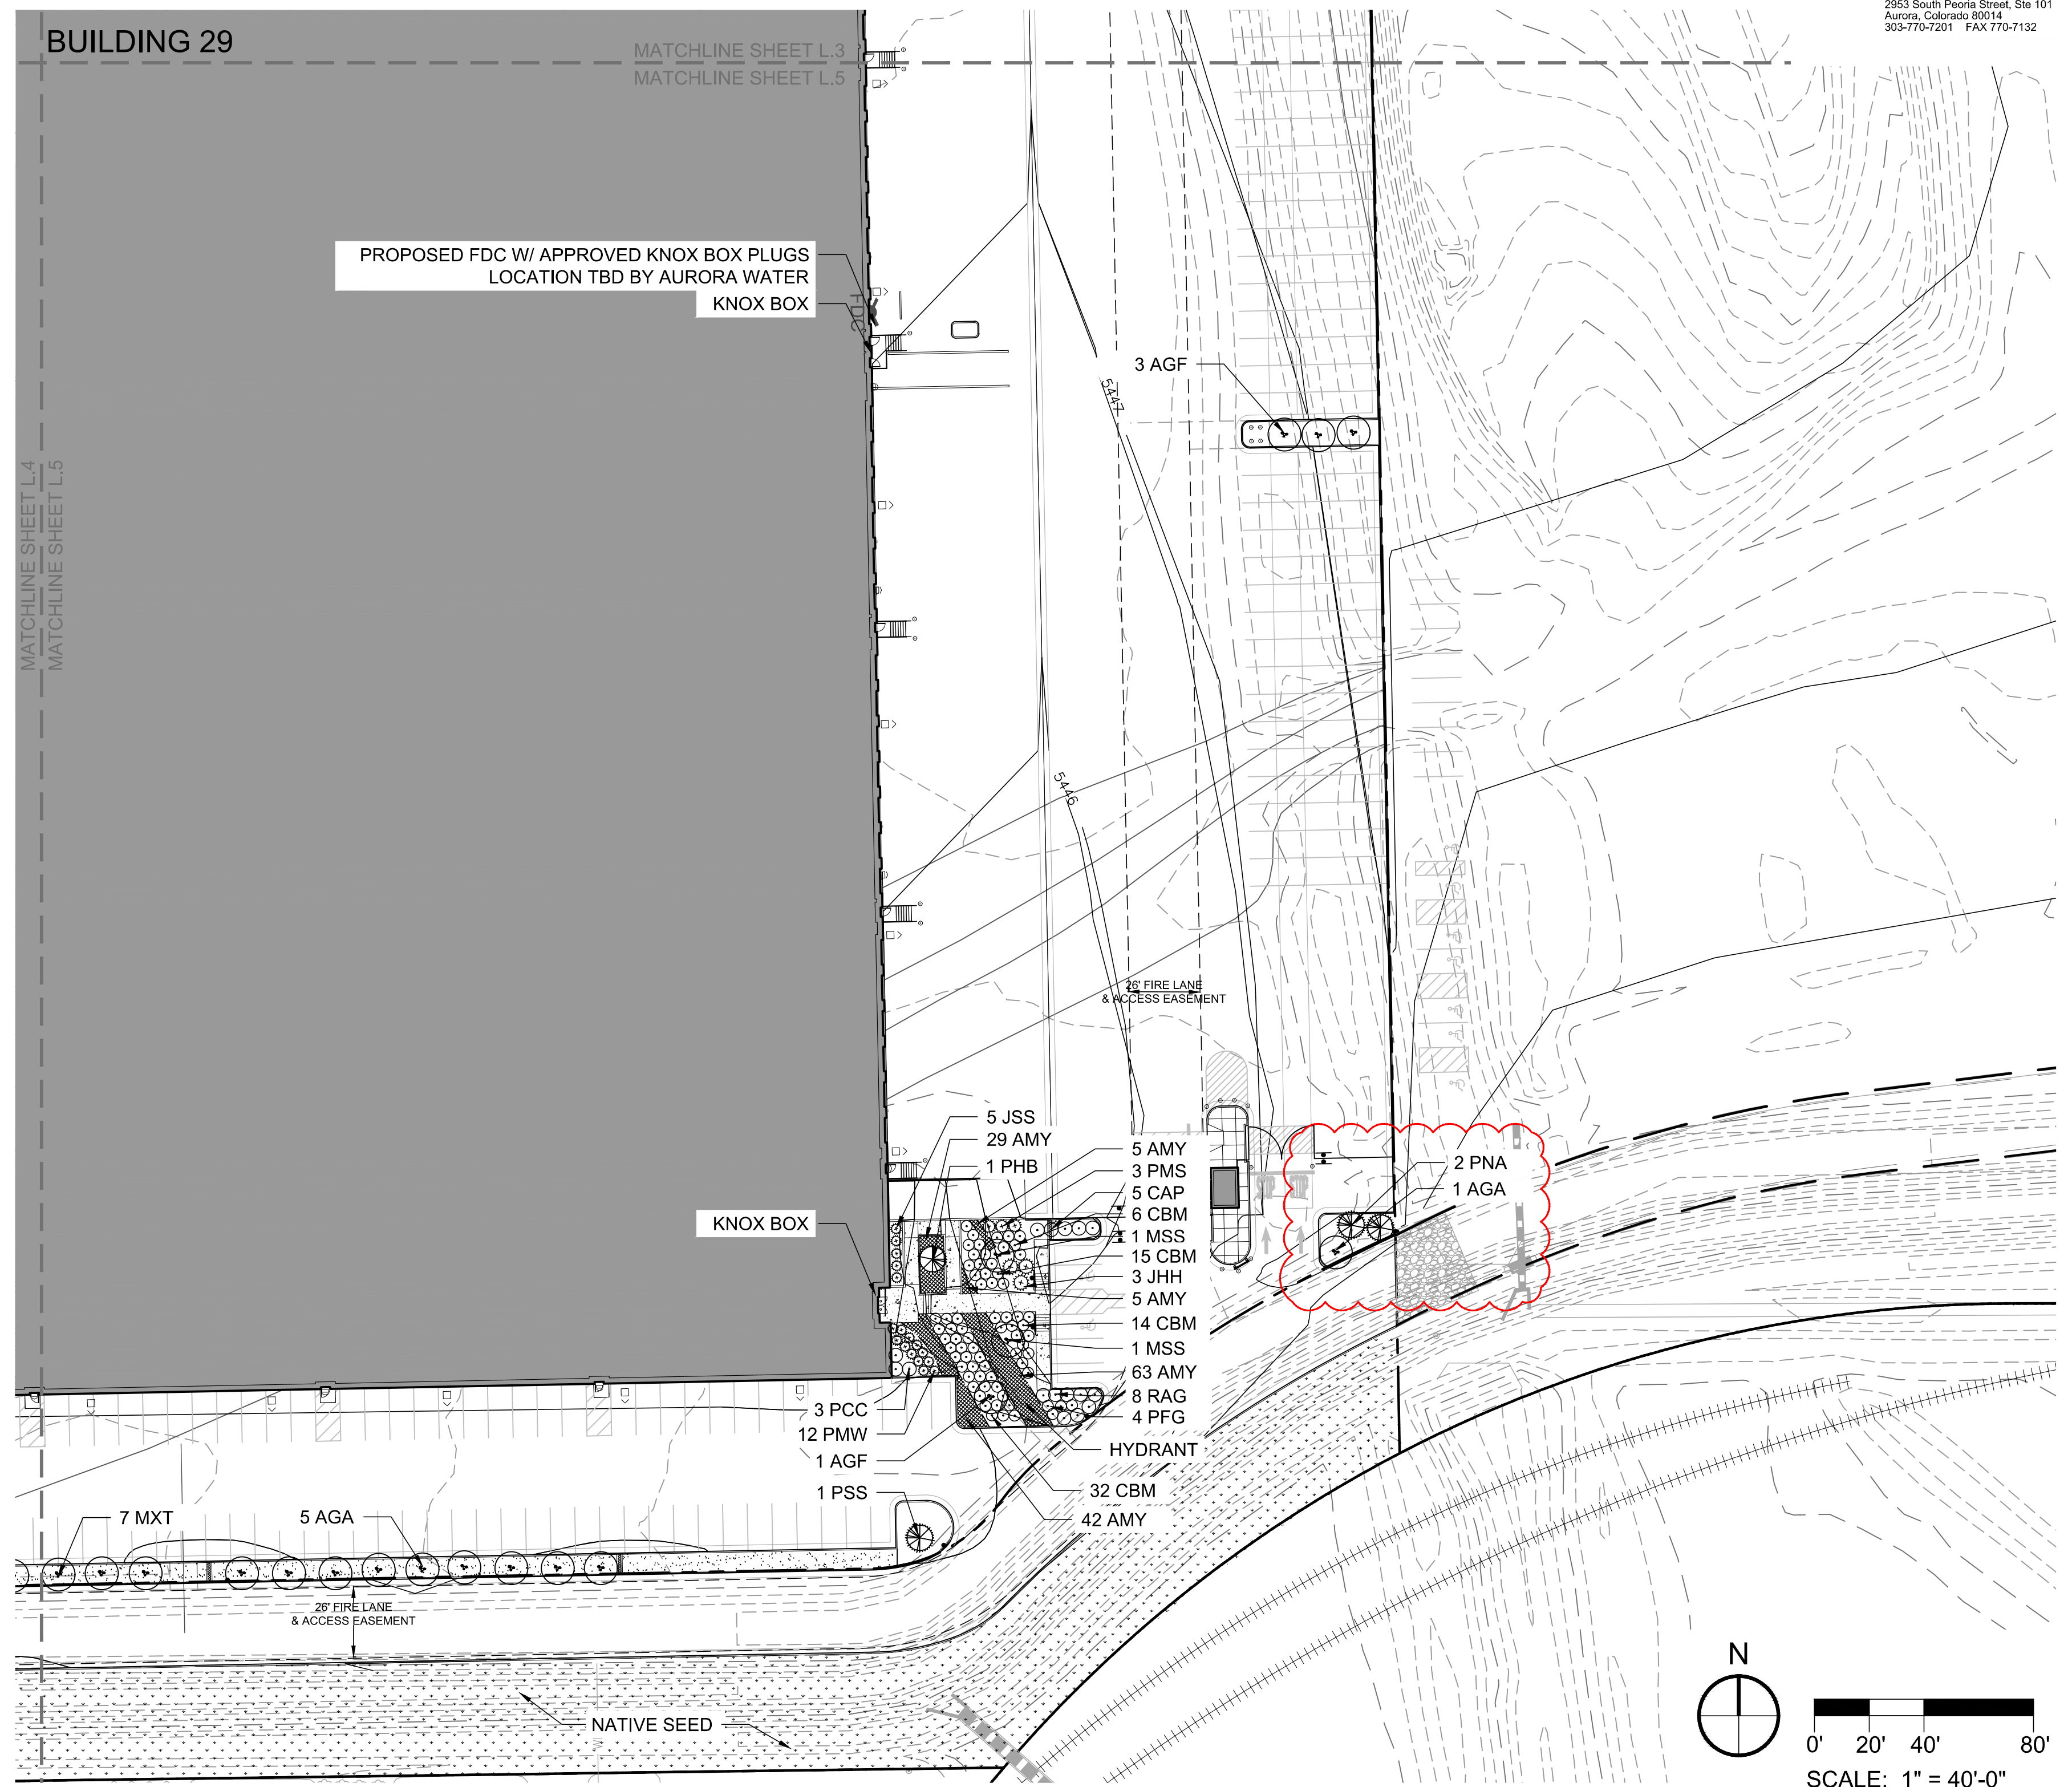 2953 South Peoria Street, Ste 101
Aurora, Colorado 80014
303-770-7201 FAX 770-7132
BUILDING 29
MATCHLINE SHEET L.3
MATCHLINE SHEET L.5
PROPOSED FDC W/ APPROVED KNOX BOX PLUGS
LOCATION TBD BY AURORA WATER
KNOX BOX
FDC
3 AGF
5447
MATCHLINE SHEET L.4
MATCHLINE SHEET L.5
5446
26' FIRE LANE
& ACCESS EASEMENT
5 JSS
29 AMY
1 PHB
5 AMY
3 PMS
5 CAP
6 CBM
1 MSS
15 CBM
3 JHH
5 AMY
14 CBM
1 MSS
63 AMY
8 RAG
4 PFG
HYDRANT
32 CBM
42 AMY
2 PNA
1 AGA
KNOX BOX
3 PCC
12 PMW
1 AGF
1 PSS
7 MXT
5 AGA
26' FIRE LANE
& ACCESS EASEMENT
NATIVE SEED
N
0' 20' 40' 80'
SCALE: 1" = 40'-0"